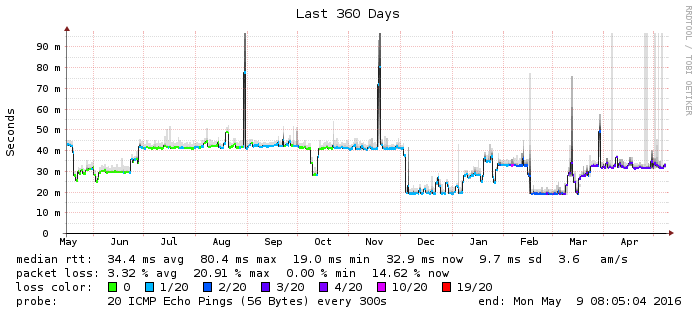 Last 360 Days
RRDTOOL / TOBI OETIKER
Seconds
90 m
80 m
70 m
60 m
50 m
40 m
30 m
20 m
10 m
0
May Jun Jul Aug Sep Oct Nov Dec Jan Feb Mar Apr
median rtt: 34.4 ms avg 80.4 ms max 19.0 ms min 32.9 ms now 9.7 ms sd 3.6 am/s
packet loss: 3.32 % avg 20.91 % max 0.00 % min 14.62 % now
loss color: 0 1/20 2/20 3/20 4/20 10/20 19/20
probe: 20 ICMP Echo Pings (56 Bytes) every 300s end: Mon May 9 08:05:04 2016